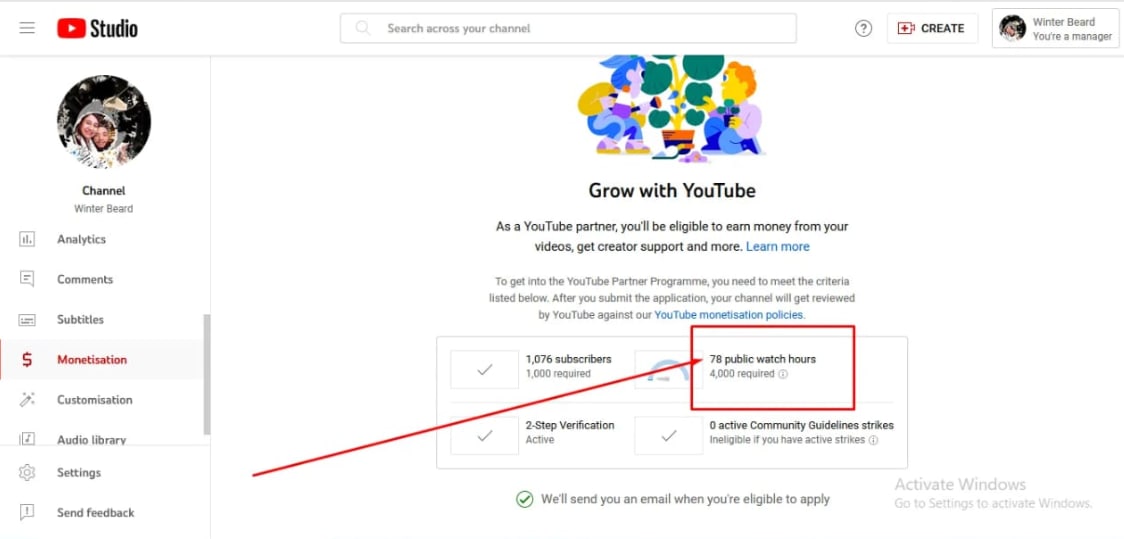 Studio
Search across your channel
CREATE
Winter Beard
You're a manager
Channel
Winter Beard
Analytics
Comments
Subtitles
Monetisation
Customisation
Audio library
Settings
Send feedback
Grow with YouTube
As a YouTube partner, you'll be eligible to earn money from your
videos, get creator support and more. Learn more
To get into the YouTube Partner Programme, you need to meet the criteria
listed below. After you submit the application, your channel will get reviewed
by YouTube against our YouTube monetisation policies.
1,076 subscribers
1,000 required
78 public watch hours
4,000 required
2-Step Verification
Active
0 active Community Guidelines strikes
Ineligible if you have active strikes
We'll send you an email when you're eligible to apply
Activate Windows
Go to Settings to activate Windows.